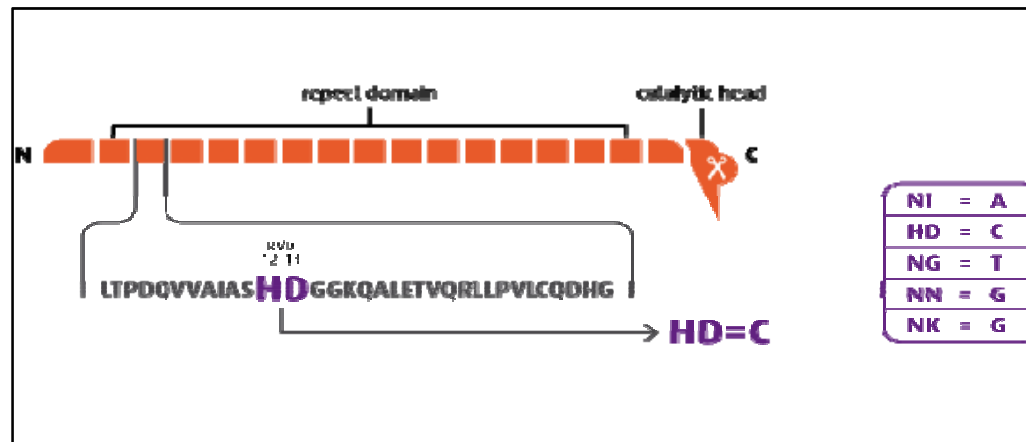 repeat domain
catalytic head
N
C
RVD
12 13
LTPDQVVAIASHDGGKQALETVQRLLPVLCQDHG
HD=C
NI = A
HD = C
NG = T
NN = G
NK = G